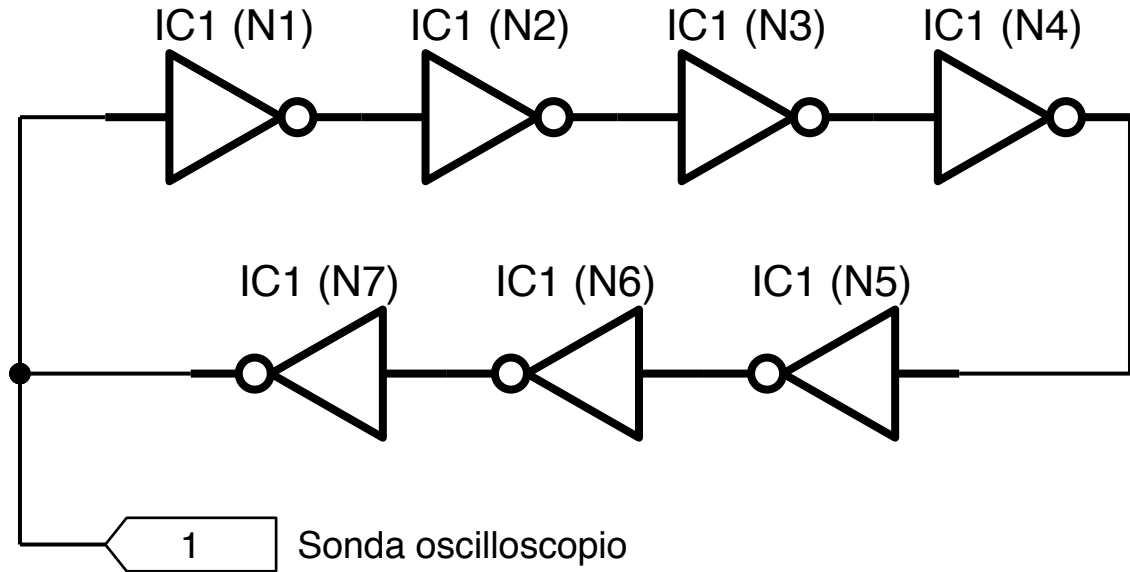 IC1 (N1) IC1 (N2) IC1 (N3) IC1 (N4)
IC1 (N7) IC1 (N6) IC1 (N5)
1 Sonda oscilloscopio